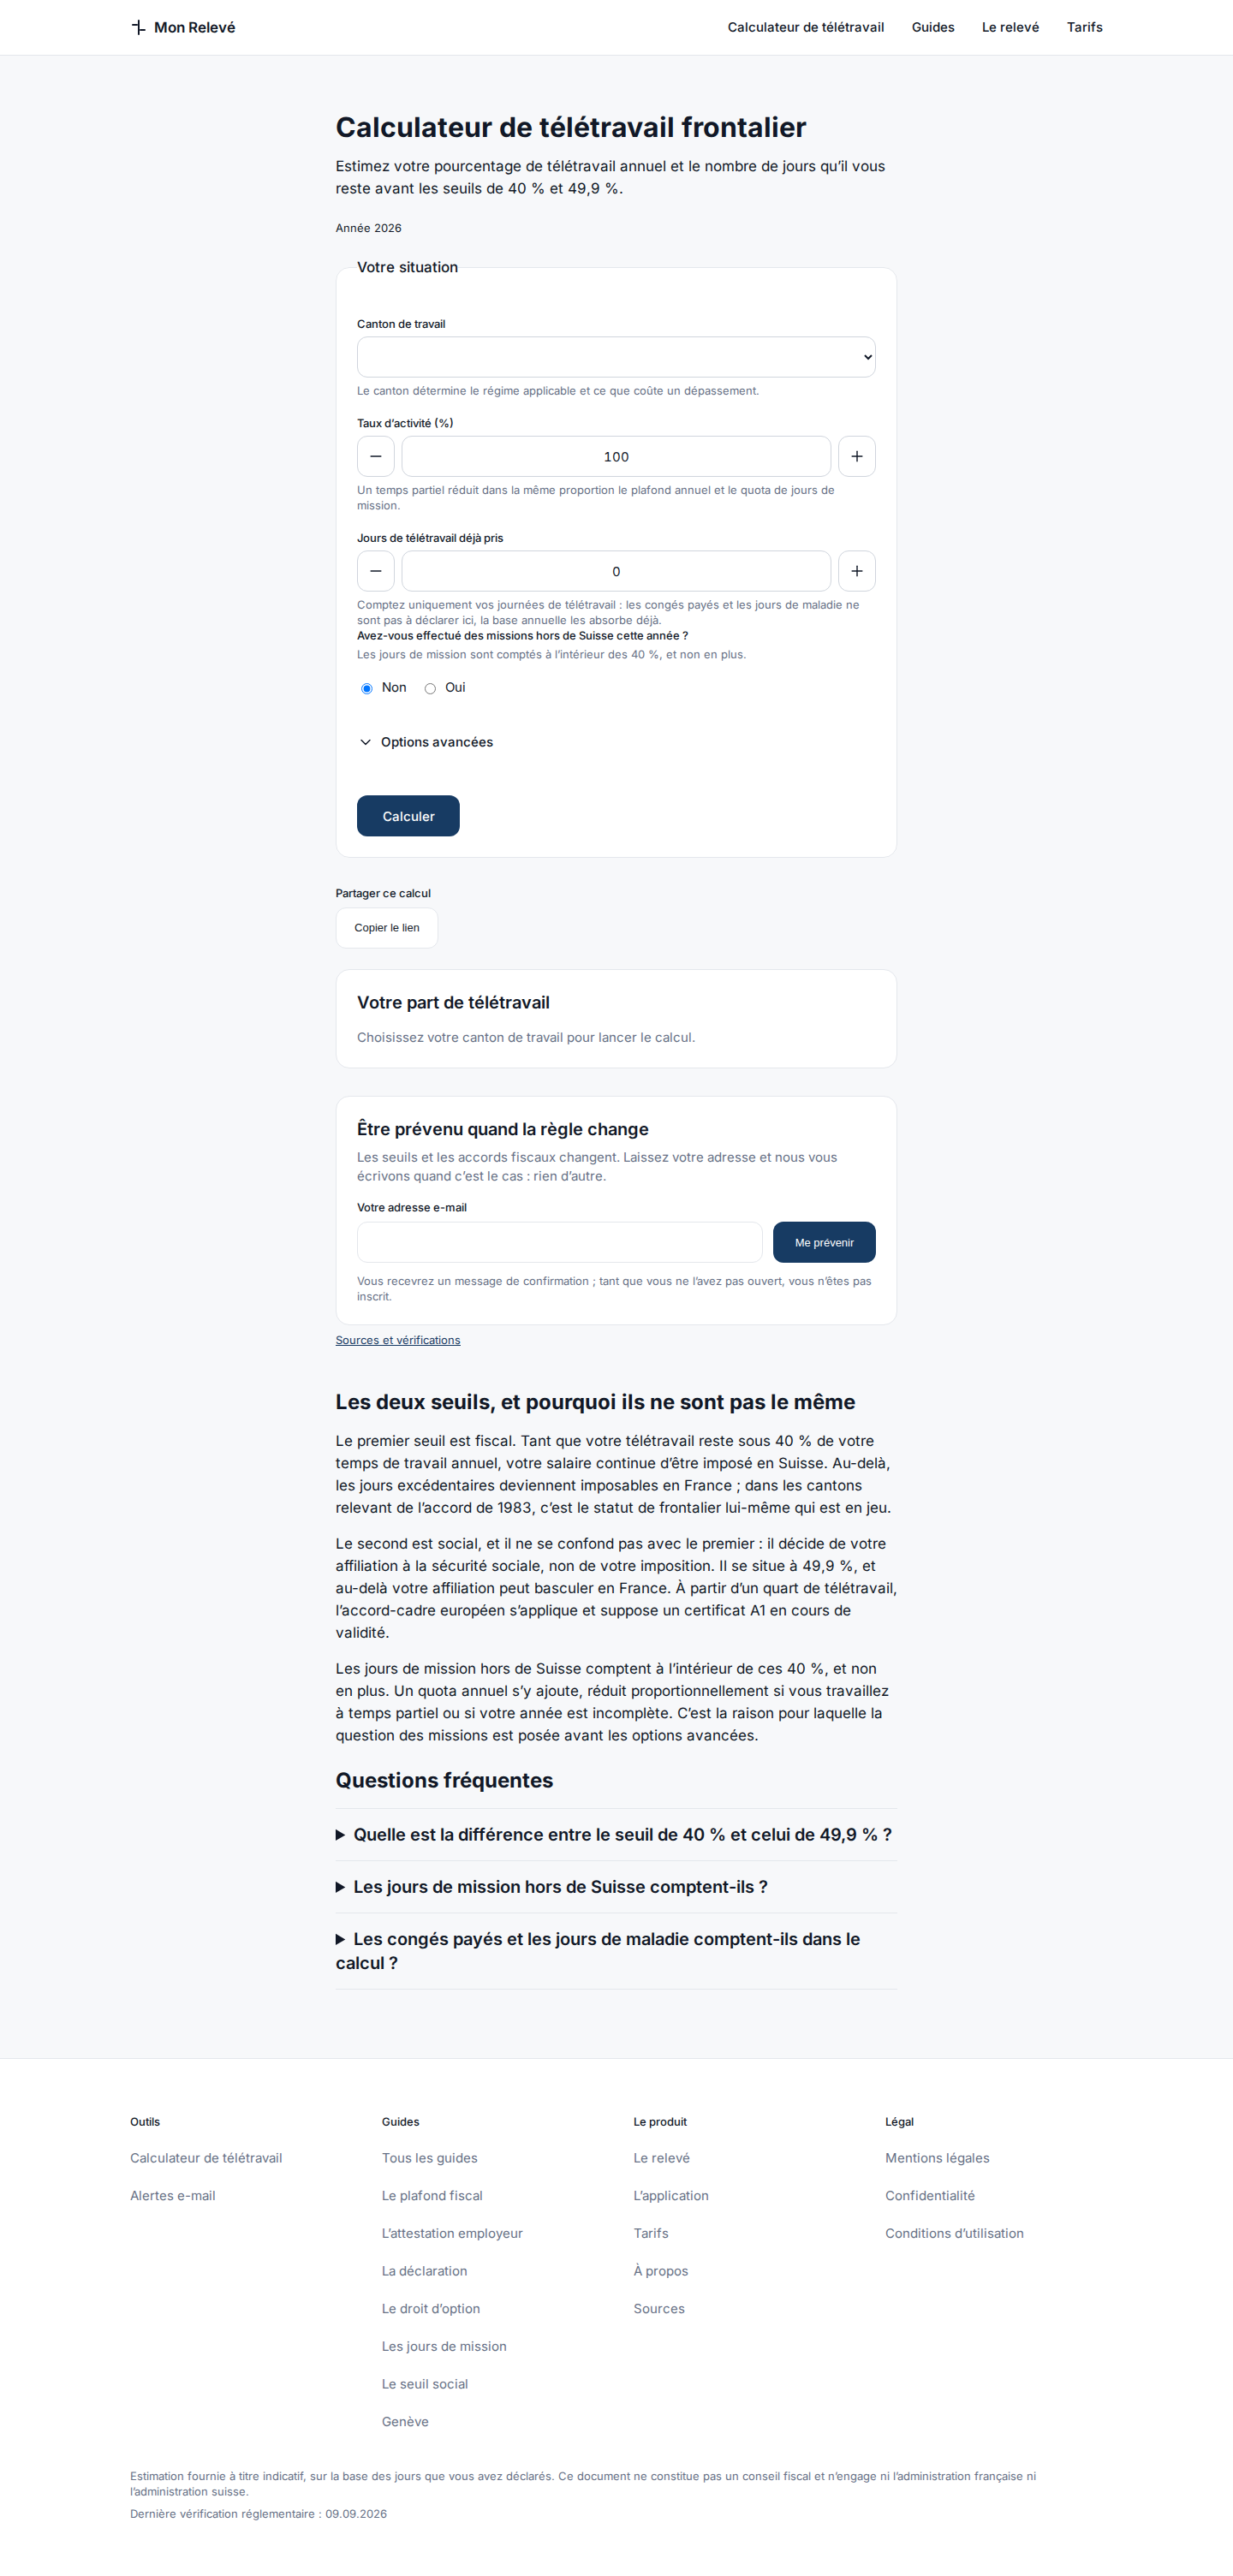 Mon Relevé
Calculateur de télétravail
Guides
Le relevé
Tarifs
Calculateur de télétravail frontalier
Estimez votre pourcentage de télétravail annuel et le nombre de jours qu’il vous
reste avant les seuils de 40 % et 49,9 %.
Année 2026
Votre situation
Canton de travail
Le canton détermine le régime applicable et ce que coûte un dépassement.
Taux d’activité (%)
100
Un temps partiel réduit dans la même proportion le plafond annuel et le quota de jours de
mission.
Jours de télétravail déjà pris
0
Comptez uniquement vos journées de télétravail : les congés payés et les jours de maladie ne
sont pas à déclarer ici, la base annuelle les absorbe déjà.
Avez-vous effectué des missions hors de Suisse cette année ?
Les jours de mission sont comptés à l’intérieur des 40 %, et non en plus.
Non
Oui
Options avancées
Calculer
Partager ce calcul
Copier le lien
Votre part de télétravail
Choisissez votre canton de travail pour lancer le calcul.
Être prévenu quand la règle change
Les seuils et les accords fiscaux changent. Laissez votre adresse et nous vous
écrivons quand c’est le cas : rien d’autre.
Votre adresse e-mail
Me prévenir
Vous recevrez un message de confirmation ; tant que vous ne l’avez pas ouvert, vous n’êtes pas
inscrit.
Sources et vérifications
Les deux seuils, et pourquoi ils ne sont pas le même
Le premier seuil est fiscal. Tant que votre télétravail reste sous 40 % de votre
temps de travail annuel, votre salaire continue d’être imposé en Suisse. Au-delà,
les jours excédentaires deviennent imposables en France ; dans les cantons
relevant de l’accord de 1983, c’est le statut de frontalier lui-même qui est en jeu.
Le second est social, et il ne se confond pas avec le premier : il décide de votre
affiliation à la sécurité sociale, non de votre imposition. Il se situe à 49,9 %, et
au-delà votre affiliation peut basculer en France. À partir d’un quart de télétravail,
l’accord-cadre européen s’applique et suppose un certificat A1 en cours de
validité.
Les jours de mission hors de Suisse comptent à l’intérieur de ces 40 %, et non
en plus. Un quota annuel s’y ajoute, réduit proportionnellement si vous travaillez
à temps partiel ou si votre année est incomplète. C’est la raison pour laquelle la
question des missions est posée avant les options avancées.
Questions fréquentes
Quelle est la différence entre le seuil de 40 % et celui de 49,9 % ?
Les jours de mission hors de Suisse comptent-ils ?
Les congés payés et les jours de maladie comptent-ils dans le
calcul ?
Outils
Calculateur de télétravail
Alertes e-mail
Guides
Tous les guides
Le plafond fiscal
L’attestation employeur
La déclaration
Le droit d’option
Les jours de mission
Le seuil social
Genève
Le produit
Le relevé
L’application
Tarifs
À propos
Sources
Légal
Mentions légales
Confidentialité
Conditions d’utilisation
Estimation fournie à titre indicatif, sur la base des jours que vous avez déclarés. Ce document ne constitue pas un conseil fiscal et n’engage ni l’administration française ni
l’administration suisse.
Dernière vérification réglementaire : 09.09.2026